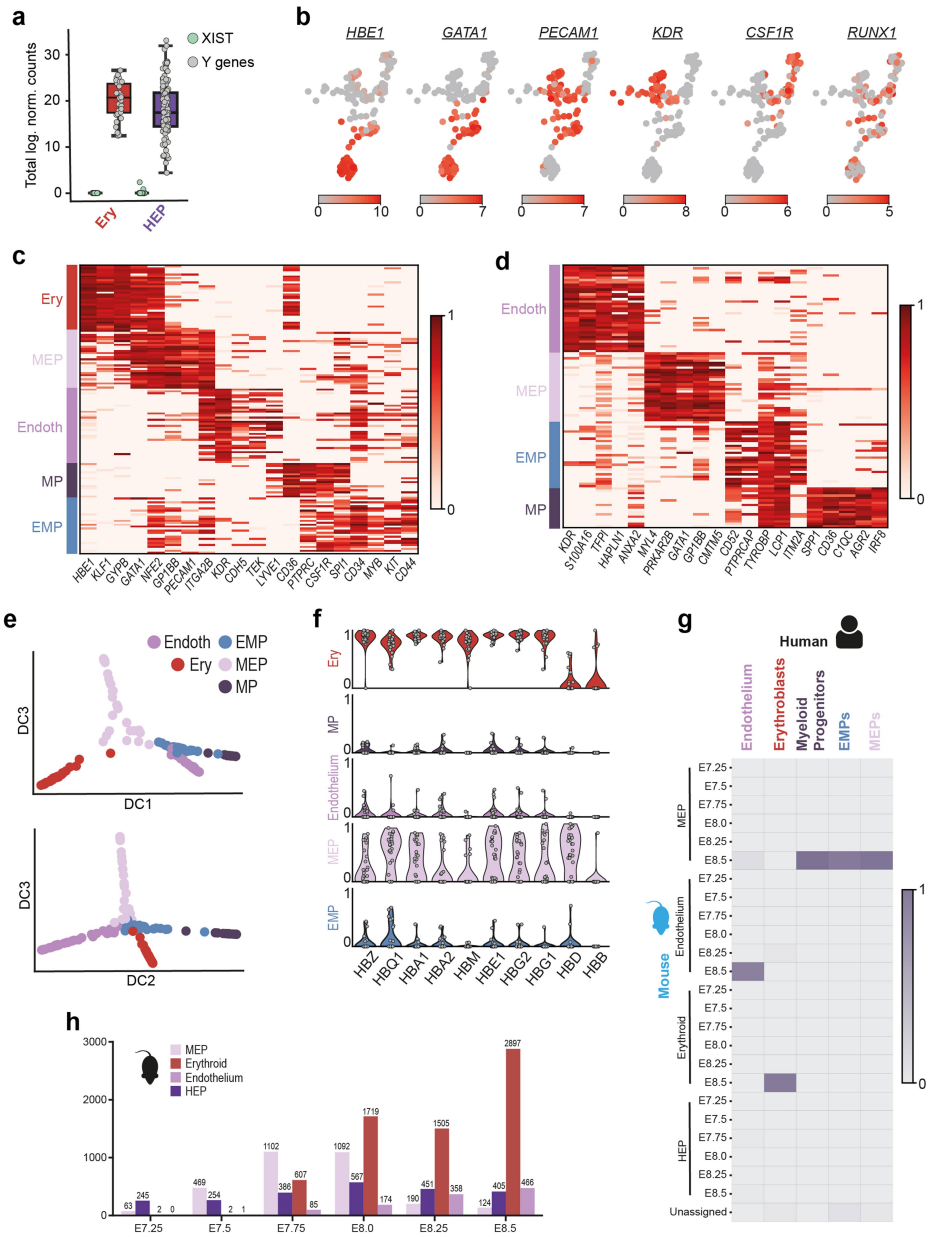 a
XIST
Y genes
Total log. norm. counts
30
20
10
0
Ery
HEP
b
HBE1 GATA1 PECAM1 KDR CSF1R RUNX1
0 10 0 7 0 7 0 8 0 6 0 5
c
Ery
MEP
Endoth
MP
EMP
1
0
HBE1 KLF1 GYPB GATA1 NFE2 GP1BB PECAM1 ITGA2B KDR CDH5 TEK LYVE1 CD36 PTPRC CSF1R SPI1 CD34 MYB KIT CD44
d
Endoth
MEP
EMP
MP
1
0
KDR S100A16 TFPI HAPLN1 ANXA2 MYL4 PRKAR2B GATA1 GP1BB CMTM5 CD52 PTPRCAP TYROBP LCP1 ITM2A SPP1 CD36 C1QC AGR2 IRF8
e
Endoth EMP
Ery MEP
MP
DC3
DC1
DC3
DC2
f
Ery
1
0
MP
1
0
Endothelium
1
0
MEP
1
0
EMP
1
0
HBZ HBQ1 HBA1 HBA2 HBM HBE1 HBG2 HBG1 HBD HBB
g
Human
Endothelium
Erythroblasts
Myeloid
Progenitors
EMPs
MEPs
Mouse
MEP
E7.25
E7.5
E7.75
E8.0
E8.25
E8.5
Endothelium
E7.25
E7.5
E7.75
E8.0
E8.25
E8.5
Erythroid
E7.25
E7.5
E7.75
E8.0
E8.25
E8.5
HEP
E7.25
E7.5
E7.75
E8.0
E8.25
E8.5
Unassigned
1
0
h
MEP
Erythroid
Endothelium
HEP
3000
2000
1000
0
63 245 2 0
469 254 2 1
1102 386 607 85
1092 567 1719 174
190 451 1505 358
124 405 2897 466
E7.25 E7.5 E7.75 E8.0 E8.25 E8.5